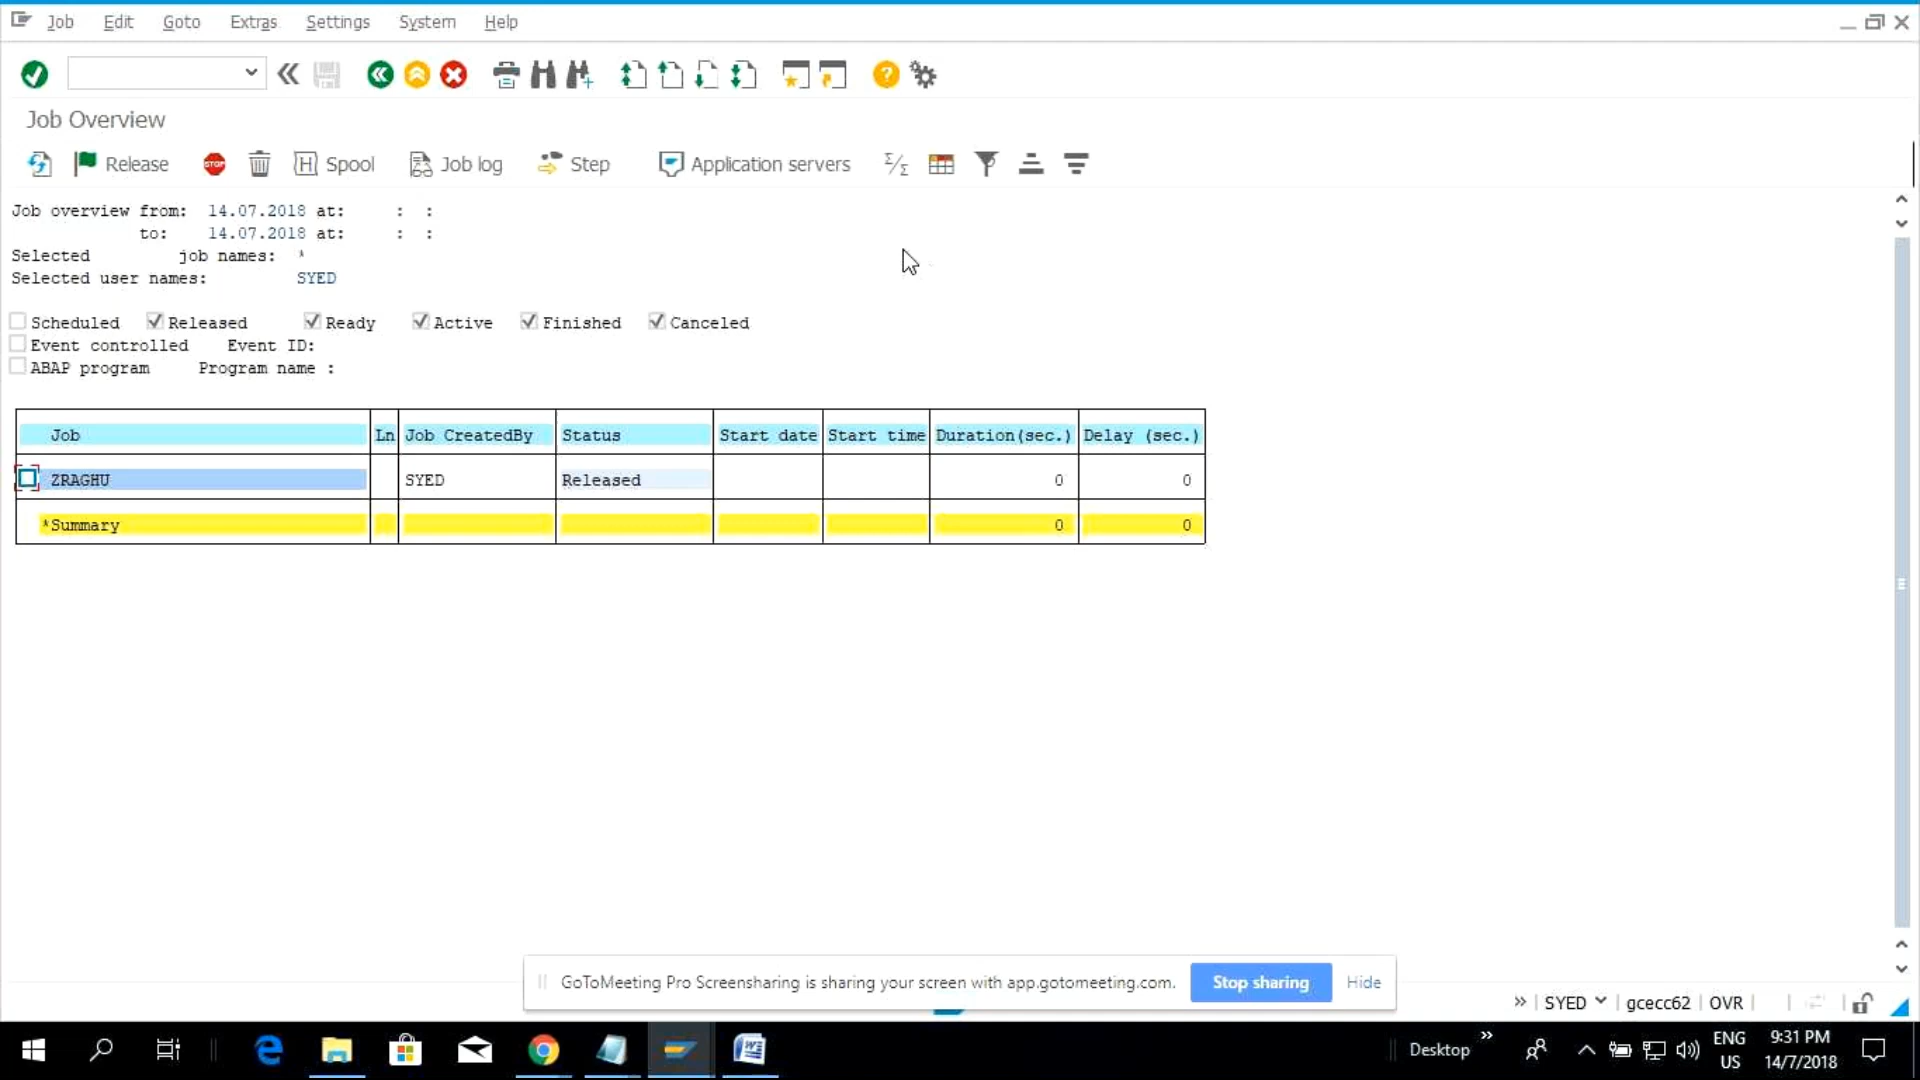 Job Edit Goto Extras Settings System Help
Job Overview
Release STOP Spool Job log Step Application servers
Job overview from: 14.07.2018 at: : :
to: 14.07.2018 at: : :
Selected job names: *
Selected user names: SYED
Scheduled Released Ready Active Finished Canceled
Event controlled Event ID:
ABAP program Program name :
Job Ln Job CreatedBy Status Start date Start time Duration(sec.) Delay (sec.)
ZRAGHU SYED Released 0 0
*Summary 0 0
GoToMeeting Pro Screensharing is sharing your screen with app.gotomeeting.com. Stop sharing Hide
SYED gcecc62 OVR
Desktop ENG US 9:31 PM 14/7/2018